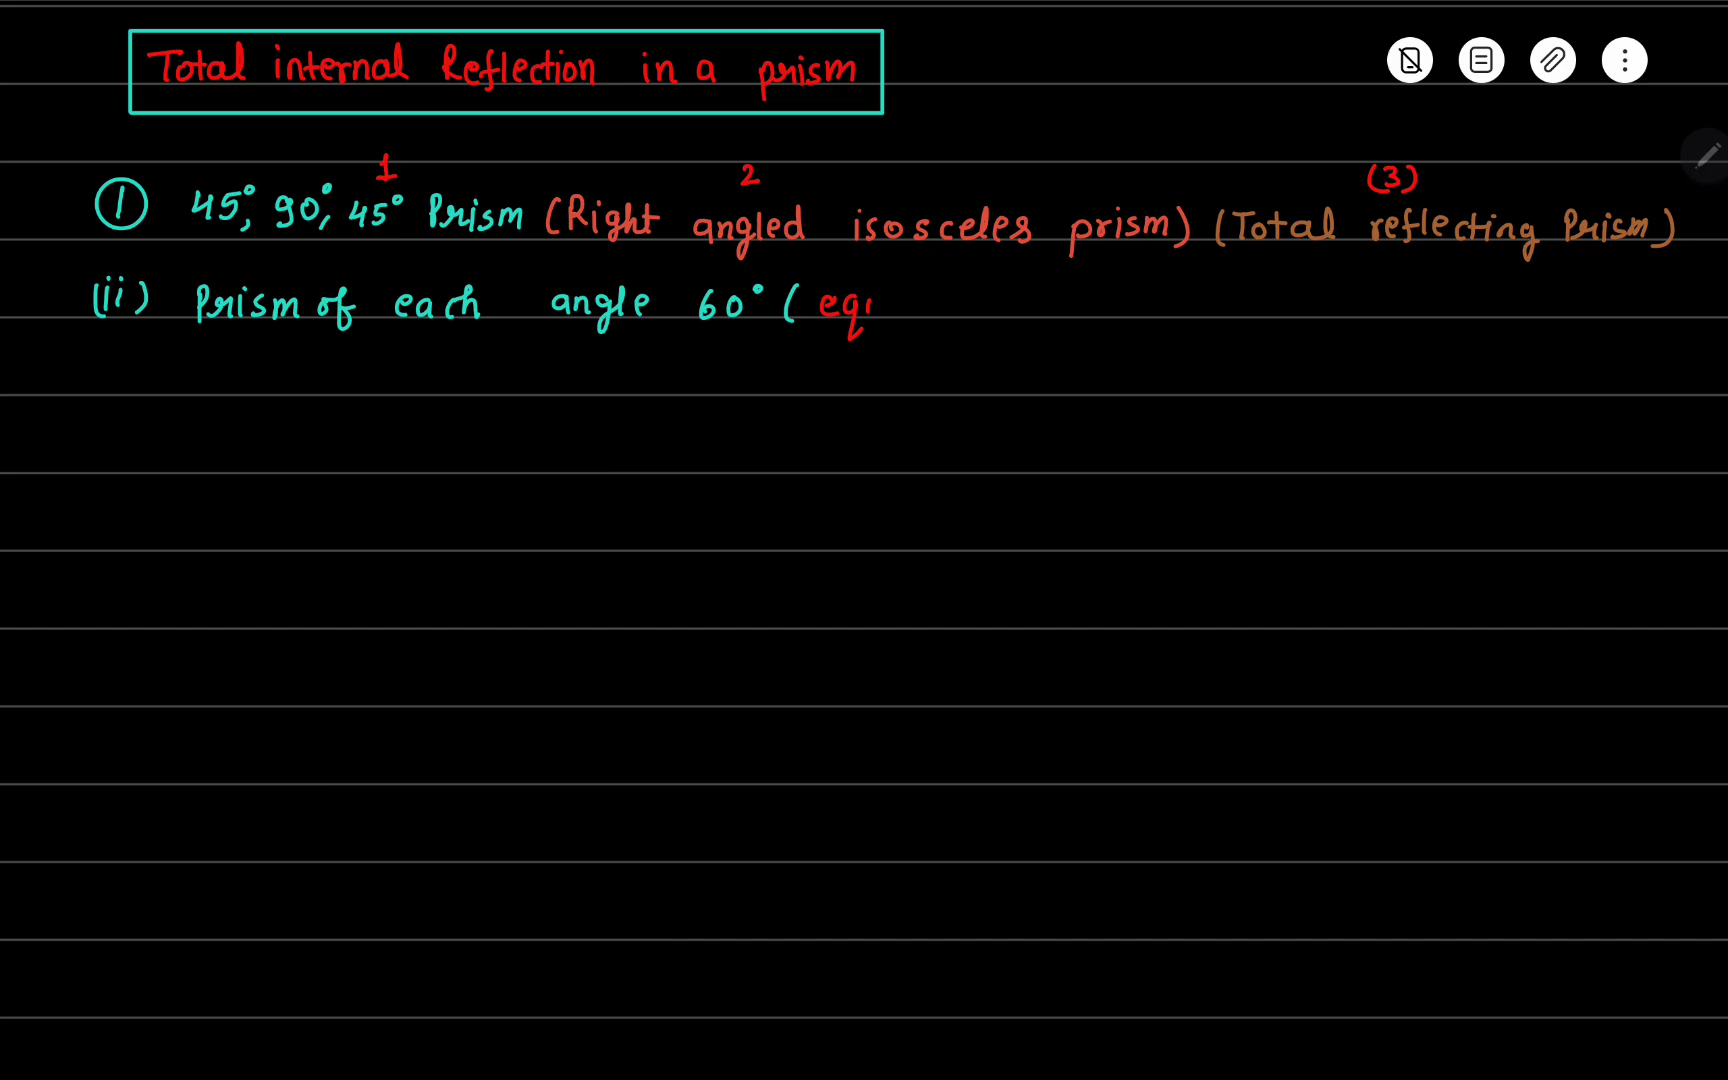 Total internal Reflection in a prism
1 2 (3)
① 45°, 90°, 45° Prism (Right angled isosceles prism) (Total reflecting Prism)
(ii) Prism of each angle 60° (